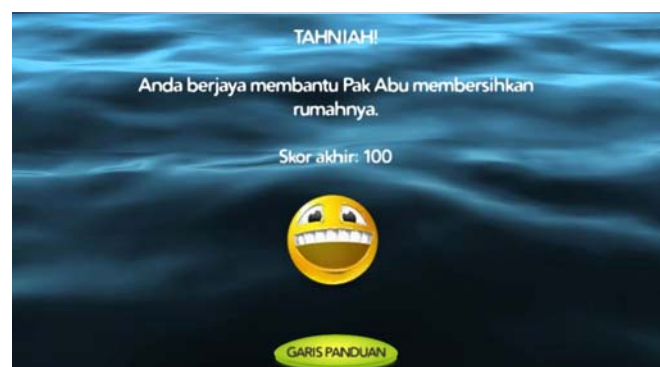 TAHNIAH!
Anda berjaya membantu Pak Abu membersihkan
rumahnya.
Skor akhir: 100
GARIS PANDUAN